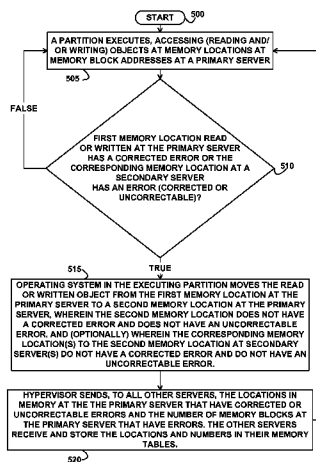 START
500
A PARTITION EXECUTES, ACCESSING (READING AND/
OR WRITING) OBJECTS AT MEMORY LOCATIONS AT
MEMORY BLOCK ADDRESSES AT A PRIMARY SERVER
505
FALSE
FIRST MEMORY LOCATION READ
OR WRITTEN AT THE PRIMARY SERVER
HAS A CORRECTED ERROR OR THE
CORRESPONDING MEMORY LOCATION AT A
SECONDARY SERVER
HAS AN ERROR (CORRECTED OR
UNCORRECTABLE)?
510
TRUE
515
OPERATING SYSTEM IN THE EXECUTING PARTITION MOVES THE READ
OR WRITTEN OBJECT FROM THE FIRST MEMORY LOCATION AT THE
PRIMARY SERVER TO A SECOND MEMORY LOCATION AT THE PRIMARY
SERVER, WHEREIN THE SECOND MEMORY LOCATION DOES NOT HAVE
A CORRECTED ERROR AND DOES NOT HAVE AN UNCORRECTABLE
ERROR, AND (OPTIONALLY) WHEREIN THE CORRESPONDING MEMORY
LOCATION(S) TO THE SECOND MEMORY LOCATION AT SECONDARY
SERVER(S) DO NOT HAVE A CORRECTED ERROR AND DO NOT HAVE AN
UNCORRECTABLE ERROR.
HYPERVISOR SENDS, TO ALL OTHER SERVERS, THE LOCATIONS IN
MEMORY AT THE THE PRIMARY SERVER THAT HAVE CORRECTED OR
UNCORRECTABLE ERRORS AND THE NUMBER OF MEMORY BLOCKS AT
THE PRIMARY SERVER THAT HAVE ERRORS. THE OTHER SERVERS
RECEIVE AND STORE THE LOCATIONS AND NUMBERS IN THEIR MEMORY
TABLES.
520